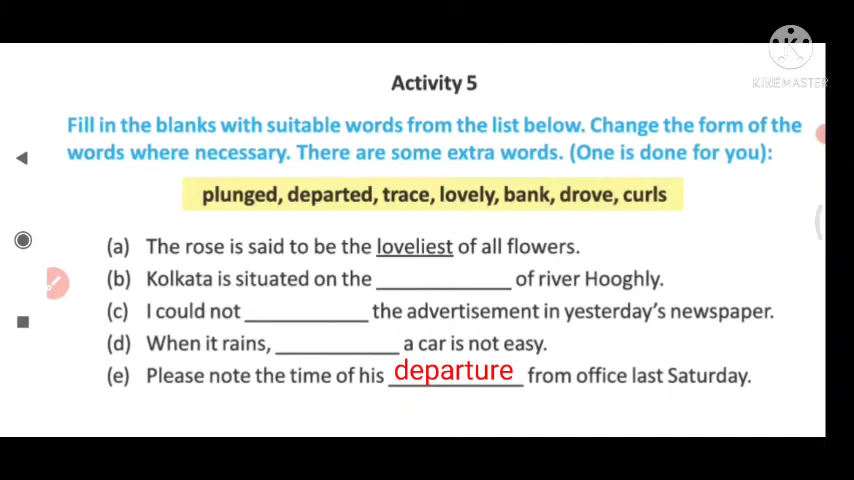 KINEMASTER
Activity 5
Fill in the blanks with suitable words from the list below. Change the form of the
words where necessary. There are some extra words. (One is done for you):
plunged, departed, trace, lovely, bank, drove, curls
(a) The rose is said to be the loveliest of all flowers.
(b) Kolkata is situated on the ____________ of river Hooghly.
(c) I could not ___________ the advertisement in yesterday's newspaper.
(d) When it rains, ___________ a car is not easy.
(e) Please note the time of his departure from office last Saturday.